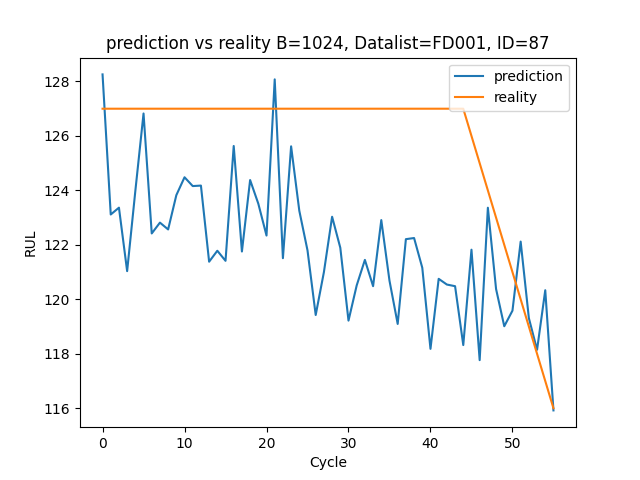 prediction vs reality B=1024, Datalist=FD001, ID=87
prediction
reality
128
126
124
122
120
118
116
RUL
0 10 20 30 40 50
Cycle